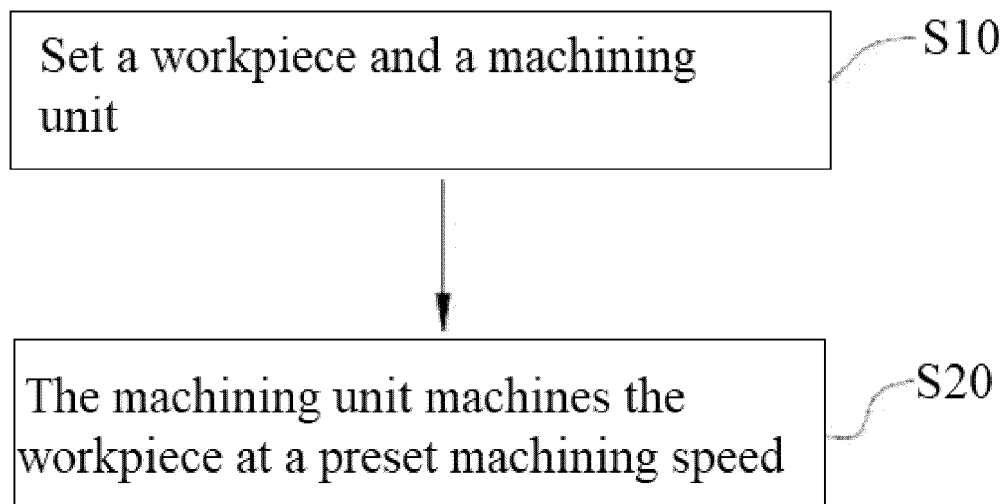 Set a workpiece and a machining
unit
S10
The machining unit machines the
workpiece at a preset machining speed
S20